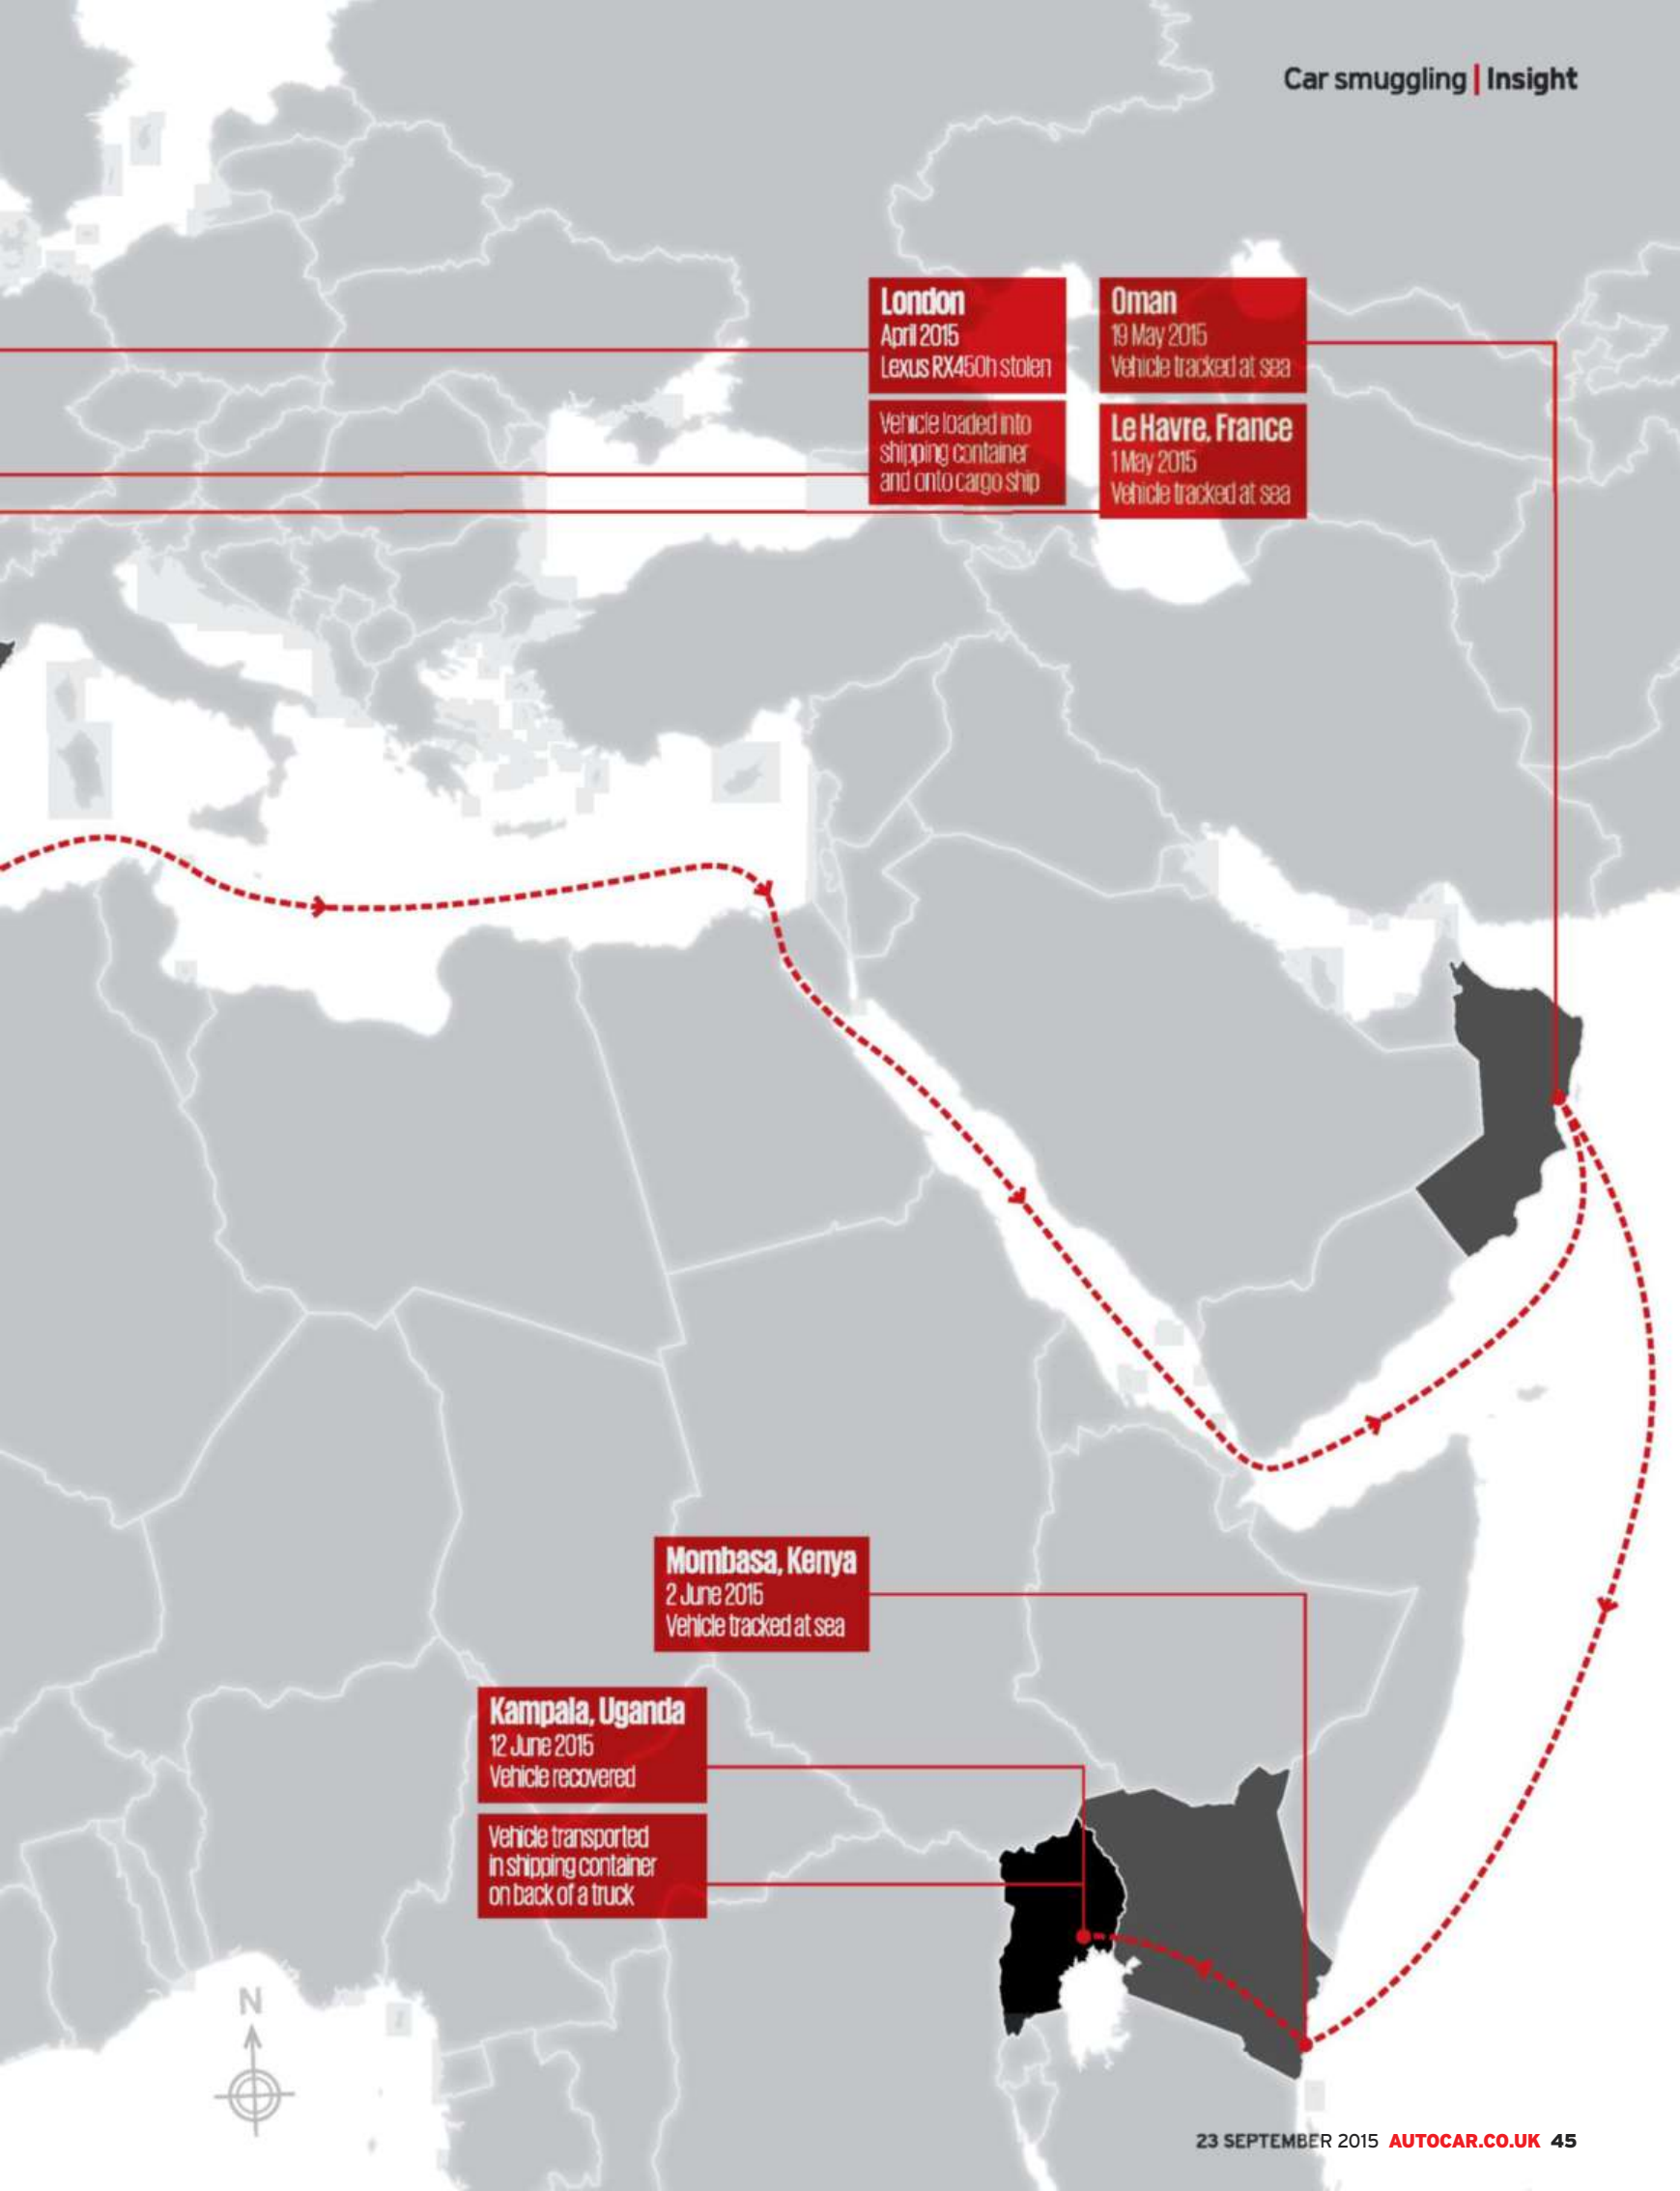 Car smuggling | Insight
London
April 2015
Lexus RX450h stolen
Vehicle loaded into
shipping container
and onto cargo ship
Oman
19 May 2015
Vehicle tracked at sea
Le Havre, France
1 May 2015
Vehicle tracked at sea
Mombasa, Kenya
2 June 2015
Vehicle tracked at sea
Kampala, Uganda
12 June 2015
Vehicle recovered
Vehicle transported
in shipping container
on back of a truck
N
23 SEPTEMBER 2015 AUTOCAR.CO.UK 45